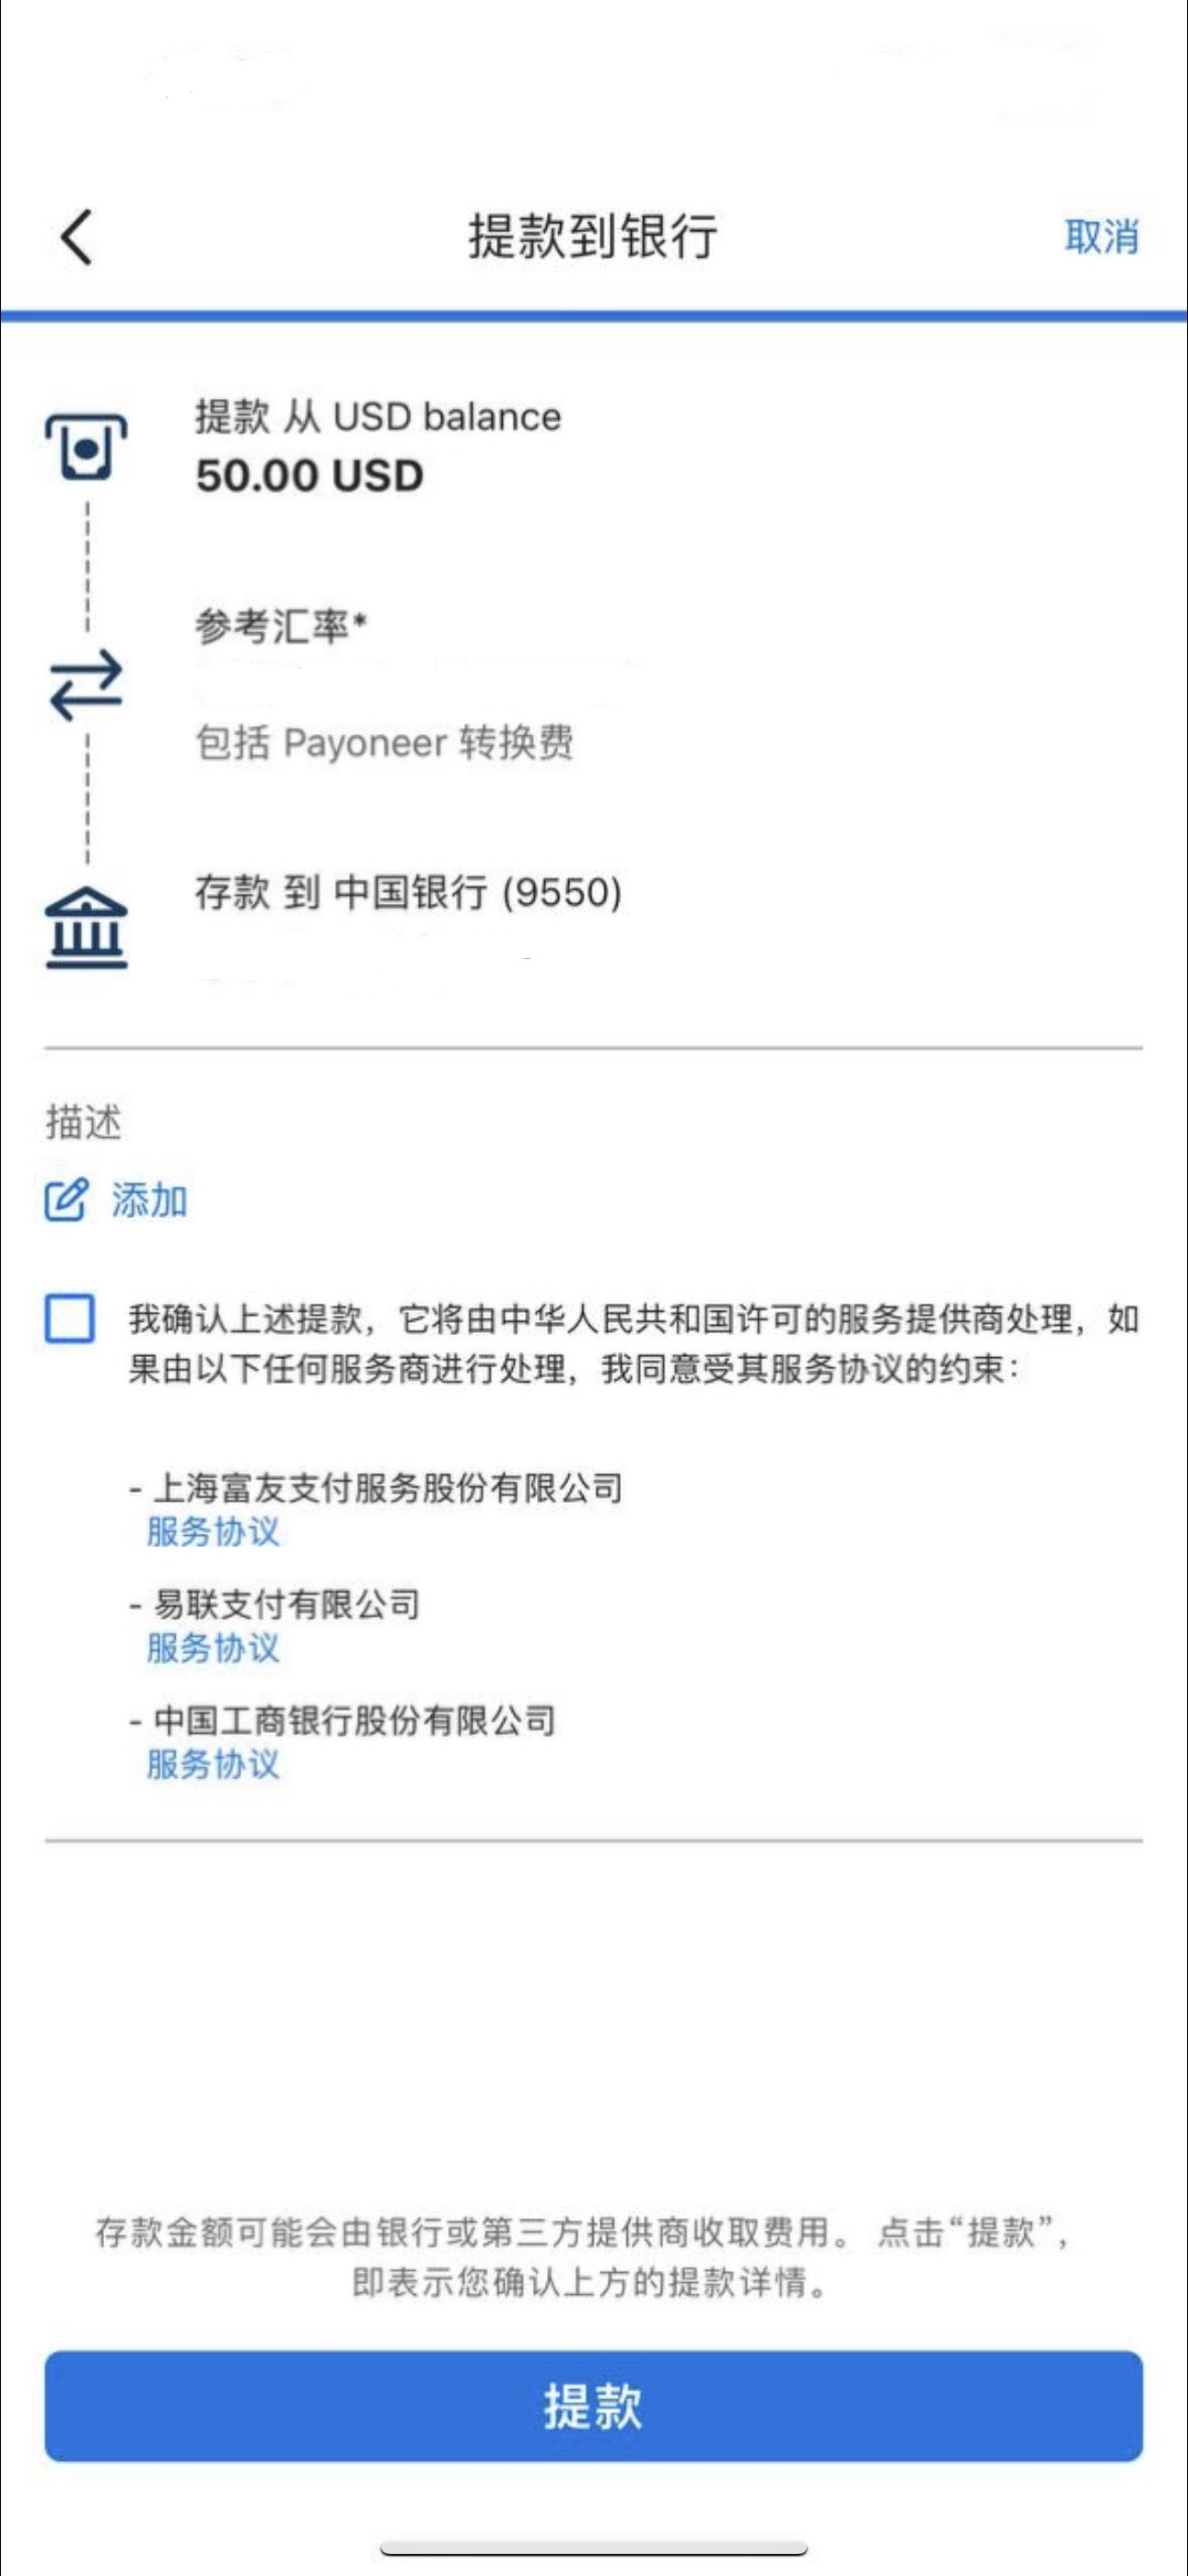 提款到银行
取消
提款 从 USD balance
50.00 USD
参考汇率*
包括 Payoneer 转换费
存款 到 中国银行 (9550)
描述
添加
我确认上述提款，它将由中华人民共和国许可的服务提供商处理，如
果由以下任何服务商进行处理，我同意受其服务协议的约束：
- 上海富友支付服务股份有限公司
服务协议
- 易联支付有限公司
服务协议
- 中国工商银行股份有限公司
服务协议
存款金额可能会由银行或第三方提供商收取费用。 点击“提款”，
即表示您确认上方的提款详情。
提款